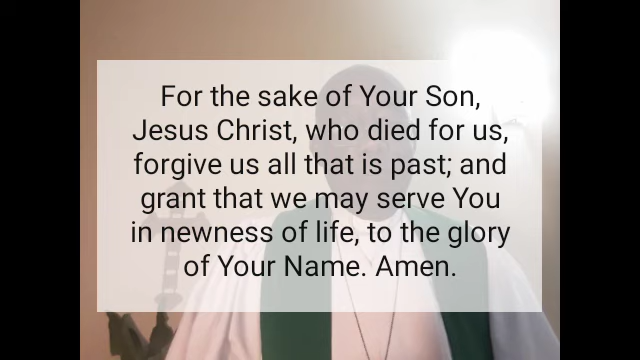 For the sake of Your Son,
Jesus Christ, who died for us,
forgive us all that is past; and
grant that we may serve You
in newness of life, to the glory
of Your Name. Amen.